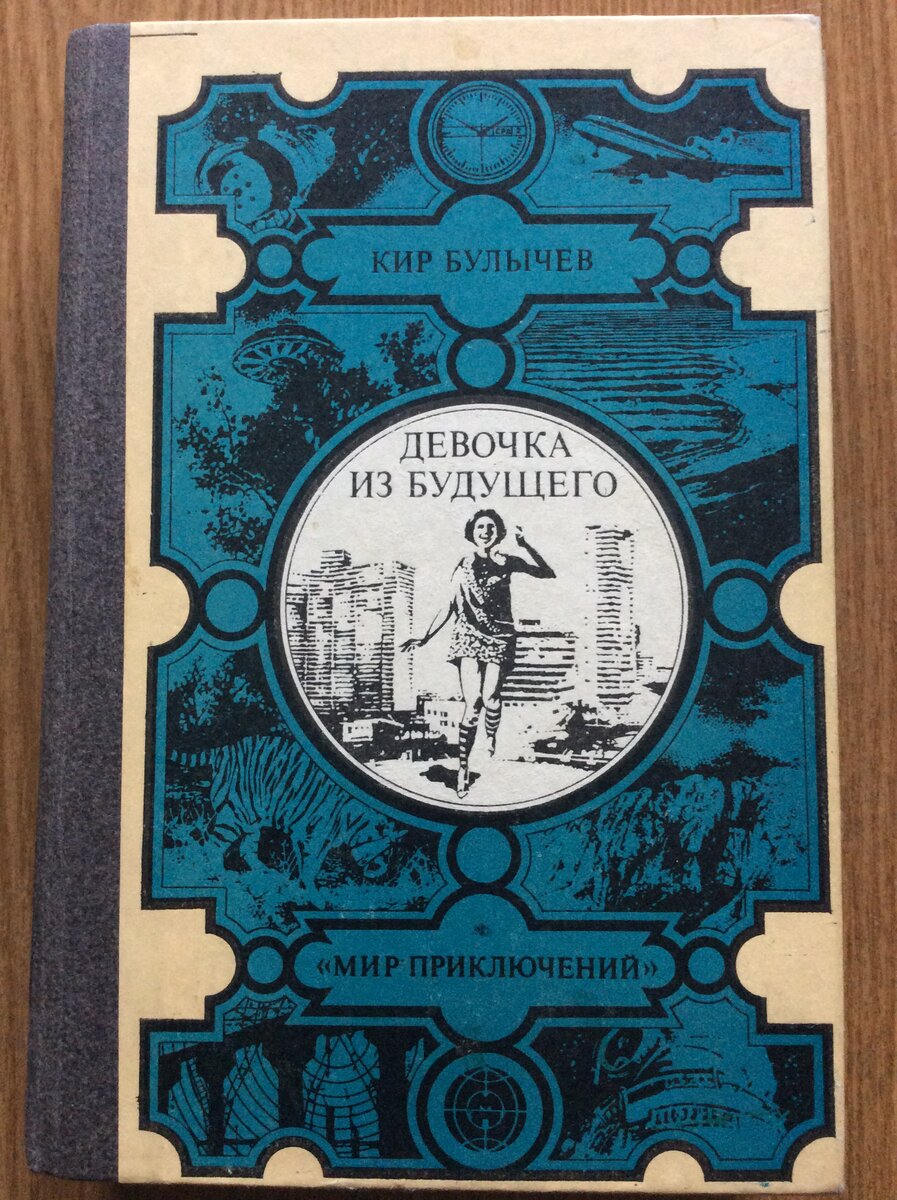 КИР БУЛЫЧЕВ
ДЕВОЧКА
ИЗ БУДУЩЕГО
«МИР ПРИКЛЮЧЕНИЙ»